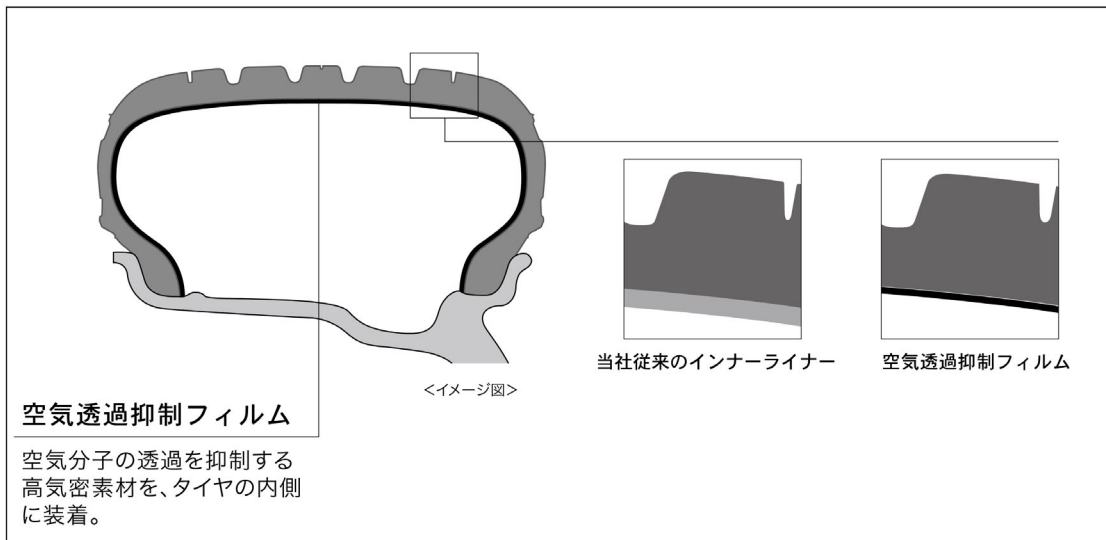 当社従来のインナーライナー
空気透過抑制フィルム
<イメージ図>
空気透過抑制フィルム
空気分子の透過を抑制する
高気密素材を、タイヤの内側
に装着。